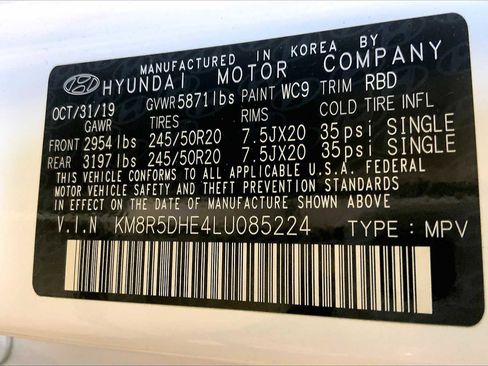 MANUFACTURED IN KOREA BY
HYUNDAI MOTOR COMPANY
OCT/31/19 GVWR5871lbs PAINT WC9 TRIM RBD
GAWR TIRES RIMS COLD TIRE INFL
FRONT 2954lbs 245/50R20 7.5JX20 35psi SINGLE
REAR 3197lbs 245/50R20 7.5JX20 35psi SINGLE
THIS VEHICLE CONFORMS TO ALL APPLICABLE U.S.A. FEDERAL
MOTOR VEHICLE SAFETY AND THEFT PREVENTION STANDARDS
IN EFFECT ON THE DATE OF MANUFACTURE SHOWN ABOVE
V.I.N KM8R5DHE4LU085224 TYPE : MPV